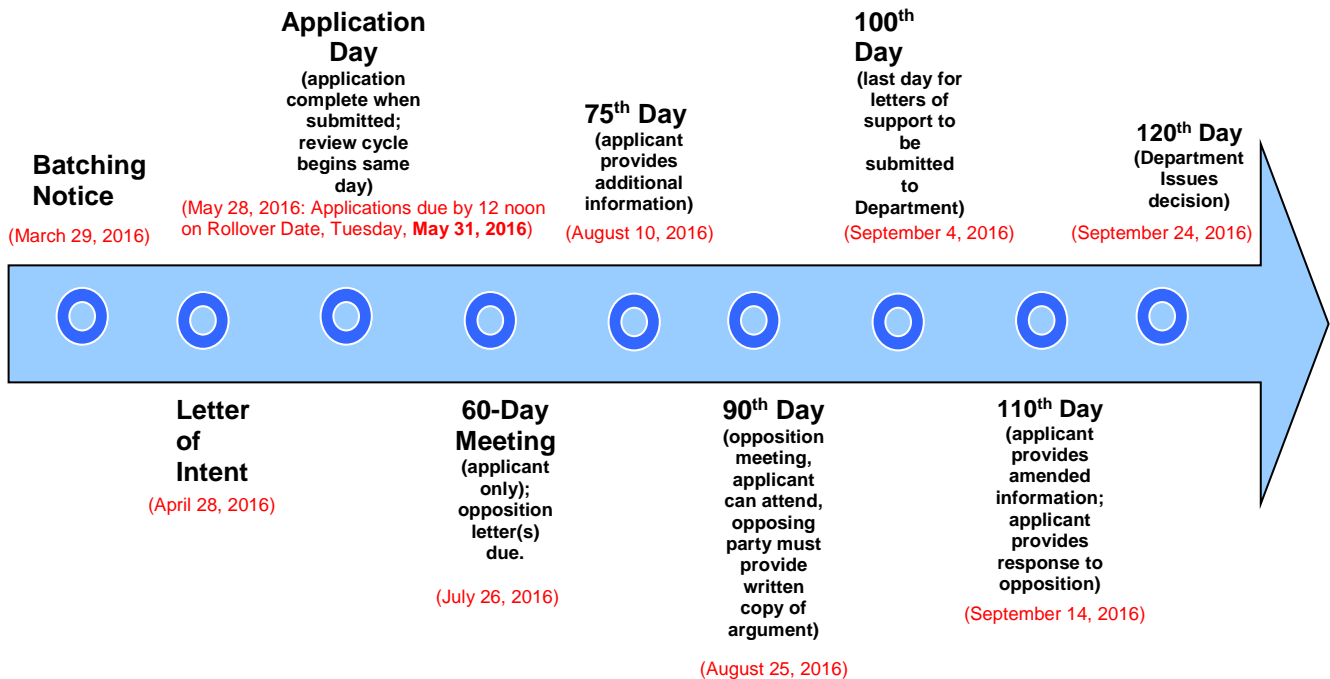 Batching
Notice
(March 29, 2016)
Letter
of
Intent
(April 28, 2016)
Application
Day
(application
complete when
submitted;
review cycle
begins same
day)
(May 28, 2016: Applications due by 12 noon
on Rollover Date, Tuesday, May 31, 2016)
60-Day
Meeting
(applicant
only);
opposition
letter(s)
due.
(July 26, 2016)
75th Day
(applicant
provides
additional
information)
(August 10, 2016)
90th Day
(opposition
meeting,
applicant
can attend,
opposing
party must
provide
written
copy of
argument)
(August 25, 2016)
100th
Day
(last day for
letters of
support to
be
submitted
to
Department)
(September 4, 2016)
110th Day
(applicant
provides
amended
information;
applicant
provides
response to
opposition)
(September 14, 2016)
120th Day
(Department
Issues
decision)
(September 24, 2016)